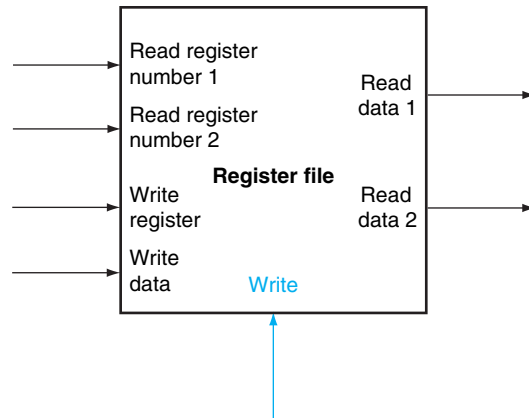 Read register
number 1
Read register
number 2
Write
register
Write
data
Register file
Write
Read
data 1
Read
data 2